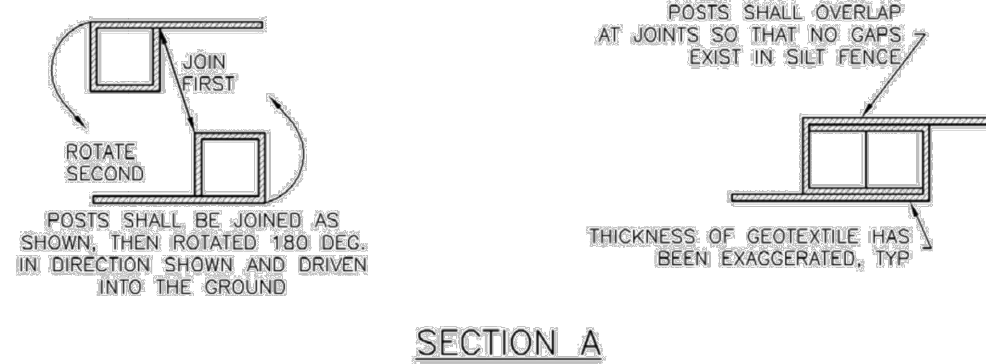 JOIN
FIRST
ROTATE
SECOND
POSTS SHALL BE JOINED AS
SHOWN, THEN ROTATED 180 DEG.
IN DIRECTION SHOWN AND DRIVEN
INTO THE GROUND
POSTS SHALL OVERLAP
AT JOINTS SO THAT NO GAPS
EXIST IN SILT FENCE
THICKNESS OF GEOTEXTILE HAS
BEEN EXAGGERATED, TYP
SECTION A